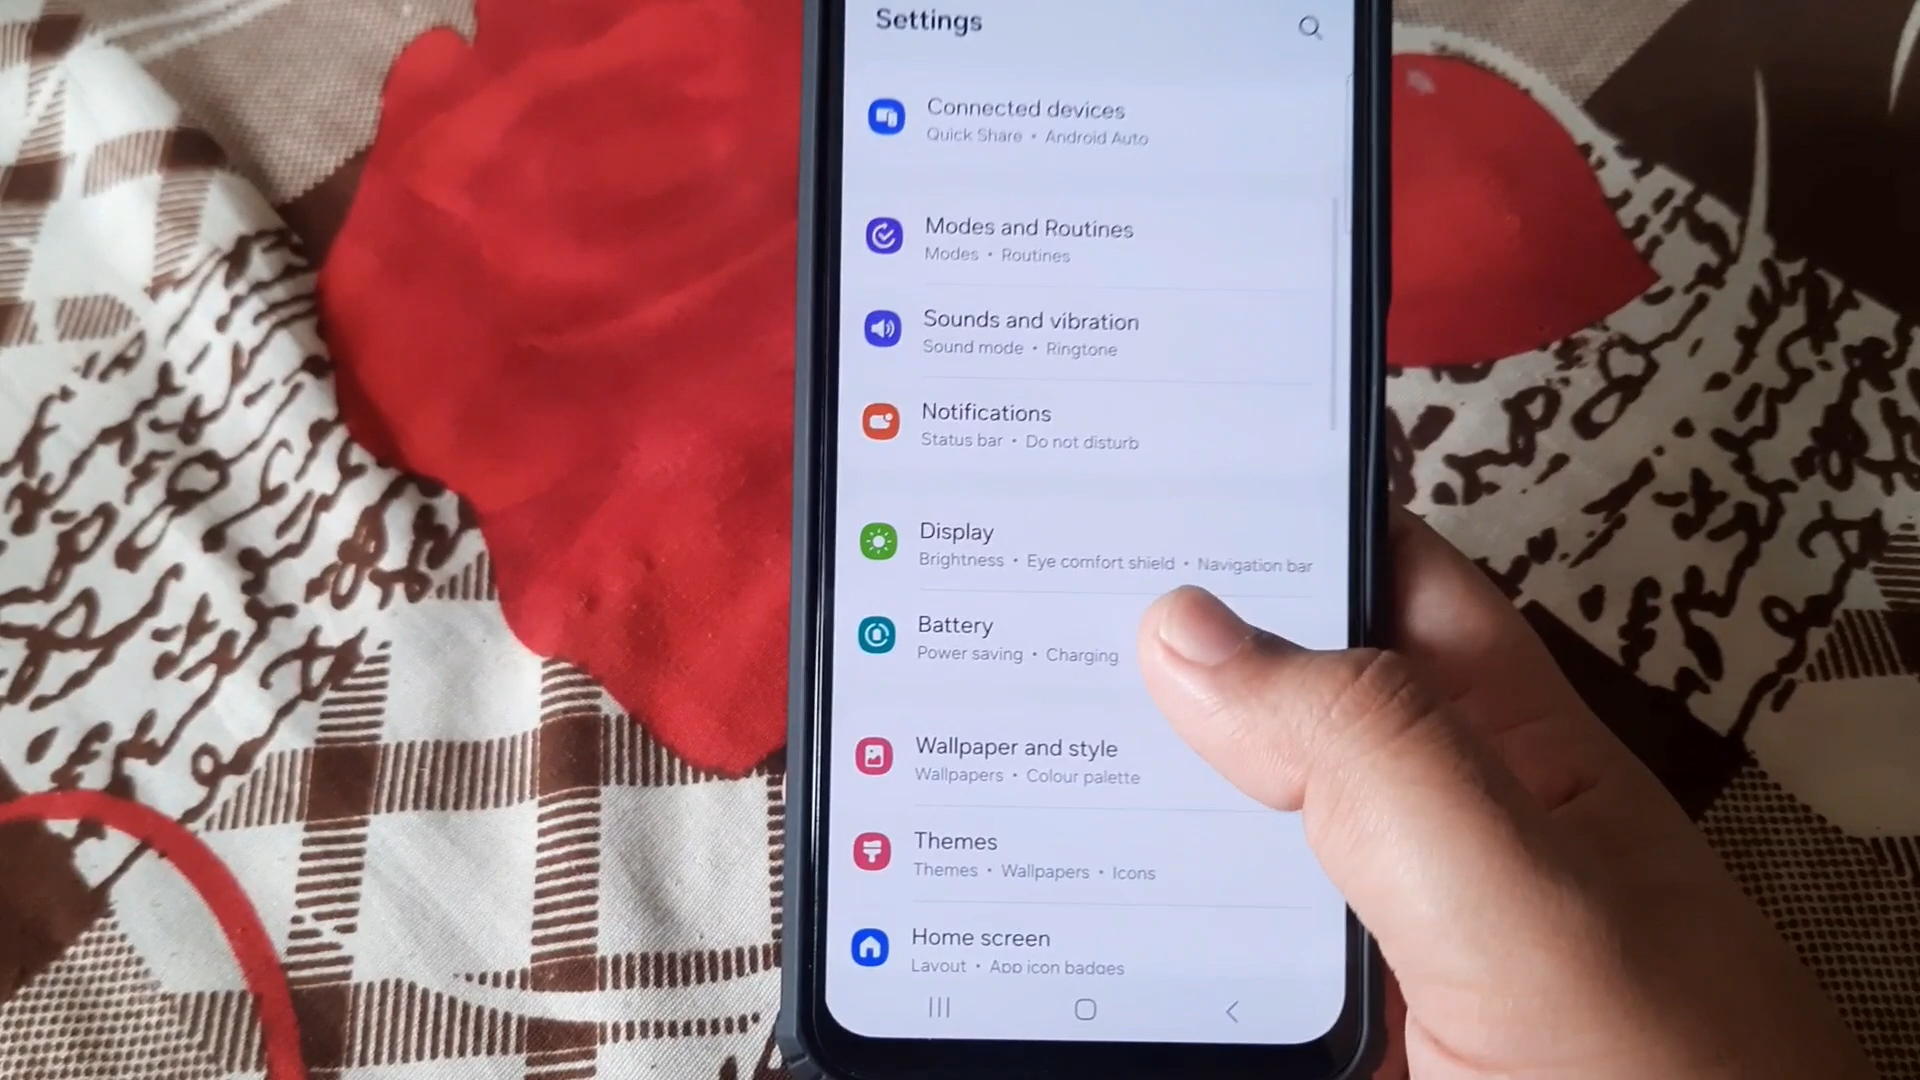 Settings
Connected devices
Quick Share • Android Auto
Modes and Routines
Modes • Routines
Sounds and vibration
Sound mode • Ringtone
Notifications
Status bar • Do not disturb
Display
Brightness • Eye comfort shield • Navigation bar
Battery
Power saving • Charging
Wallpaper and style
Wallpapers • Colour palette
Themes
Themes • Wallpapers • Icons
Home screen
Layout • App icon badges